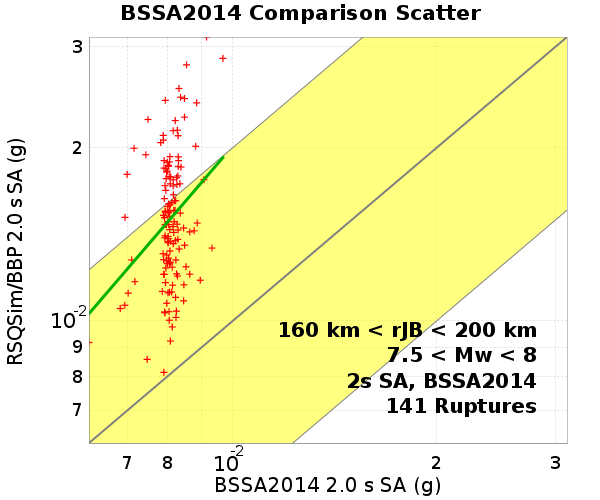 BSSA2014 Comparison Scatter
RSQSim/BBP 2.0 s SA (g)
3
2
10-2
9
8
7
160 km < rJB < 200 km
7.5 < Mw < 8
2s SA, BSSA2014
141 Ruptures
7 8 10-2 2 3
BSSA2014 2.0 s SA (g)